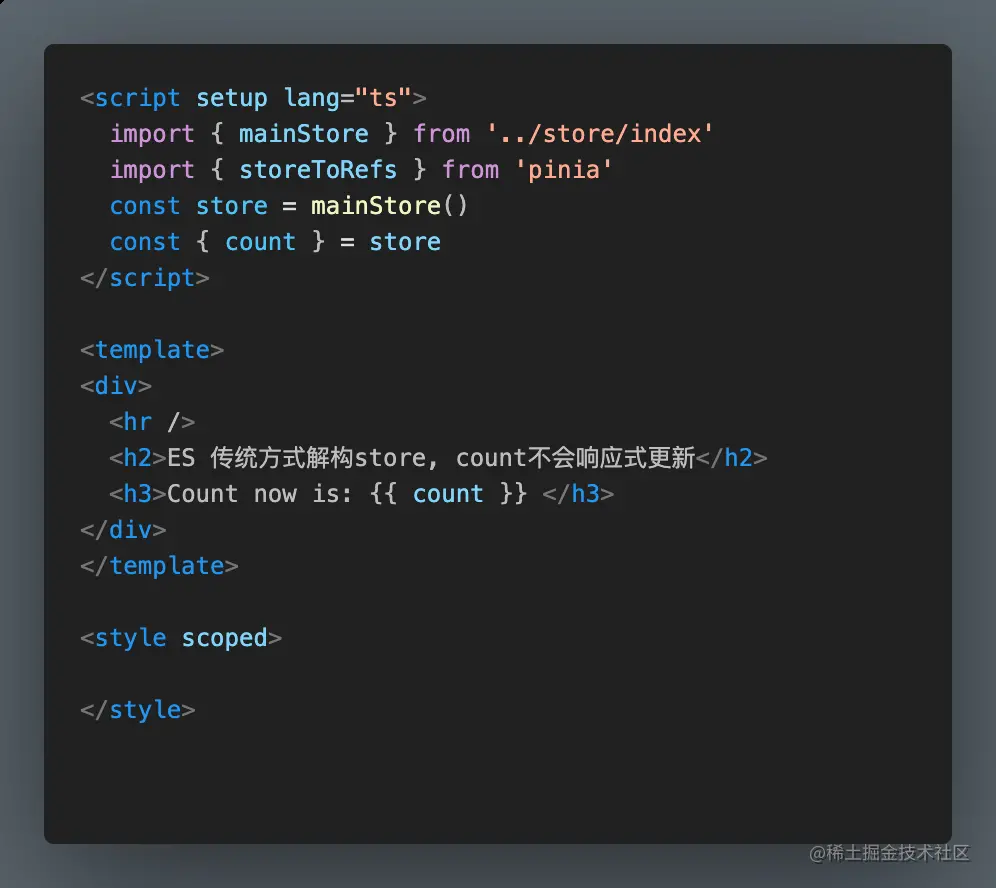 <script setup lang="ts">
  import { mainStore } from '../store/index'
  import { storeToRefs } from 'pinia'
  const store = mainStore()
  const { count } = store
</script>

<template>
<div>
  <hr />
  <h2>ES 传统方式解构store, count不会响应式更新</h2>
  <h3>Count now is: {{ count }} </h3>
</div>
</template>

<style scoped>

</style>
@稀土掘金技术社区